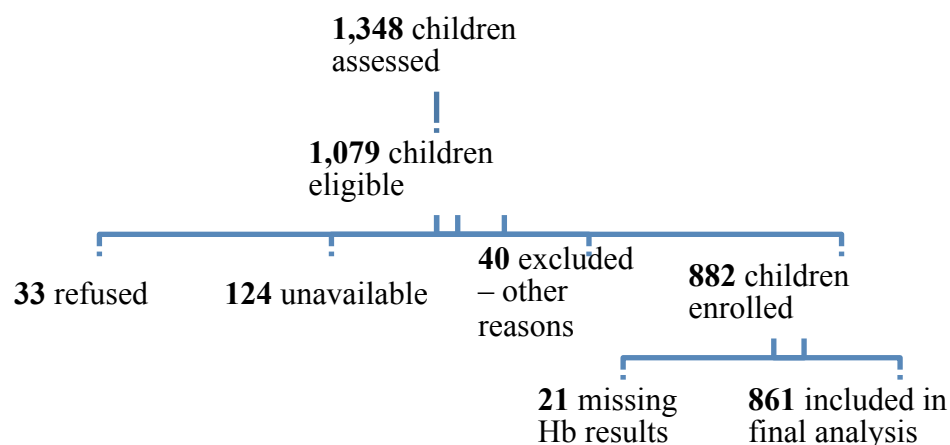 1,348 children
assessed
1,079 children
eligible
33 refused
124 unavailable
40 excluded
– other
reasons
882 children
enrolled
21 missing
Hb results
861 included in
final analysis